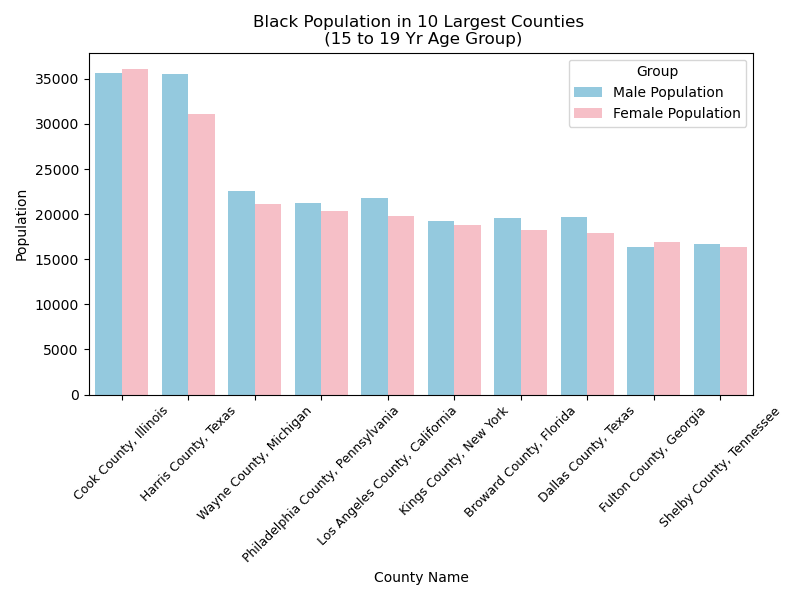 Black Population in 10 Largest Counties
(15 to 19 Yr Age Group)
Group
Male Population
Female Population
Population
35000
30000
25000
20000
15000
10000
5000
0
Cook County, Illinois
Harris County, Texas
Wayne County, Michigan
Philadelphia County, Pennsylvania
Los Angeles County, California
Kings County, New York
Broward County, Florida
Dallas County, Texas
Fulton County, Georgia
Shelby County, Tennessee
County Name